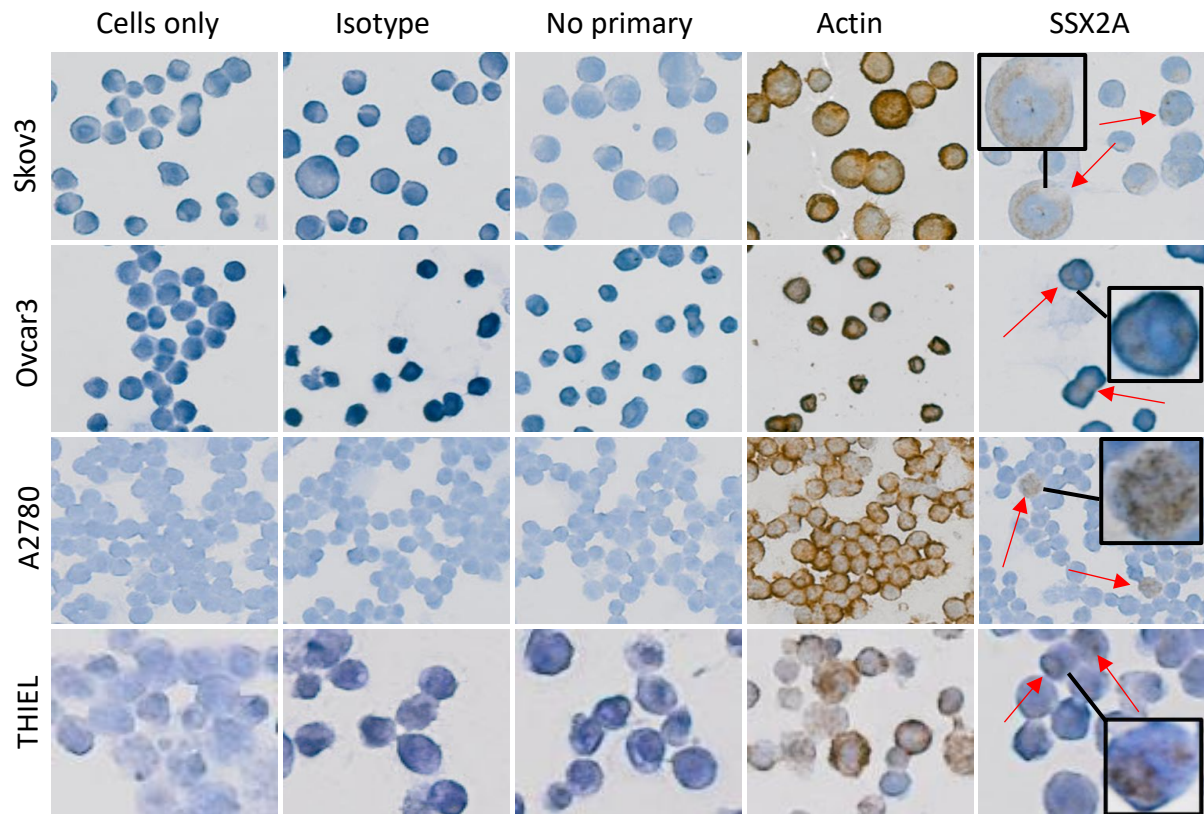 Cells only Isotype No primary Actin SSX2A
Skov3
Ovcar3
A2780
THIEL